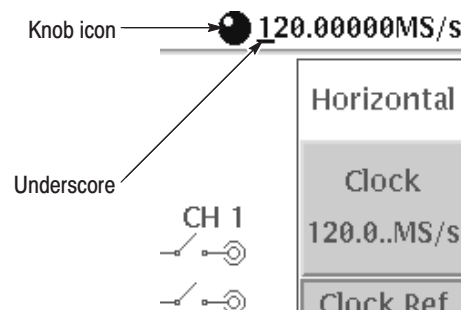 Knob icon
120.00000MS/s
Horizontal
Clock
Underscore
CH 1
120.0..MS/s
Clock Ref